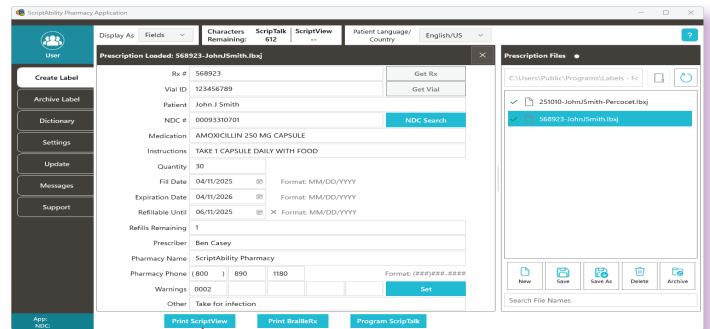 ScriptAbility Pharmacy Application
User
Create Label
Archive Label
Dictionary
Settings
Update
Messages
Support
App:
NDC:
Display As Fields
Characters Remaining: ScripTalk 612 ScriptView --
Patient Language/ Country English/US
?
Prescription Loaded: 568923-JohnJSmith.lbxj
Rx # 568923 Get Rx
Vial ID 123456789 Get Vial
Patient John J Smith
NDC # 00093310701 NDC Search
Medication AMOXICILLIN 250 MG CAPSULE
Instructions TAKE 1 CAPSULE DAILY WITH FOOD
Quantity 30
Fill Date 04/11/2025 Format: MM/DD/YYYY
Expiration Date 04/11/2026 Format: MM/DD/YYYY
Refillable Until 06/11/2025 Format: MM/DD/YYYY
Refills Remaining 1
Prescriber Ben Casey
Pharmacy Name ScriptAbility Pharmacy
Pharmacy Phone (800) 890 1180 Format: (###)###-####
Warnings 0002 Set
Other Take for infection
Print ScriptView Print BrailleRx Program ScripTalk
Prescription Files
C:\Users\Public\Programs\Labels - Fc
251010-JohnJSmith-Percocet.lbxj
568923-JohnJSmith.lbxj
New Save Save As Delete Archive
Search File Names